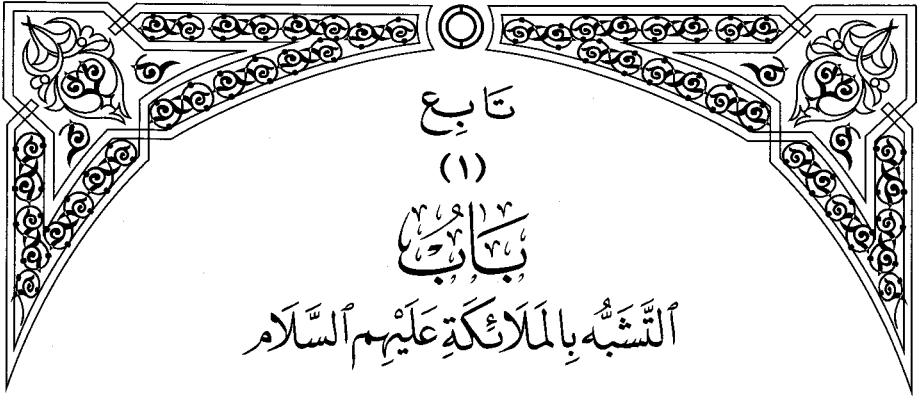 تَابِع
(١)
بَابُ
ٱلتَّشَبُّه بِالمَلَائِكَةِ عَلَيْهِم ٱلسَّلَام